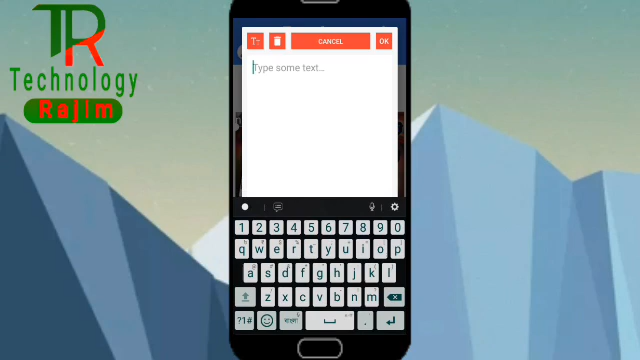 TR
Technology
Rajim
TT
CANCEL
OK
Type some text...
1 2 3 4 5 6 7 8 9 0
q w e r t y u i o p
a s d f g h j k l
z x c v b n m
?1# বাংলা .